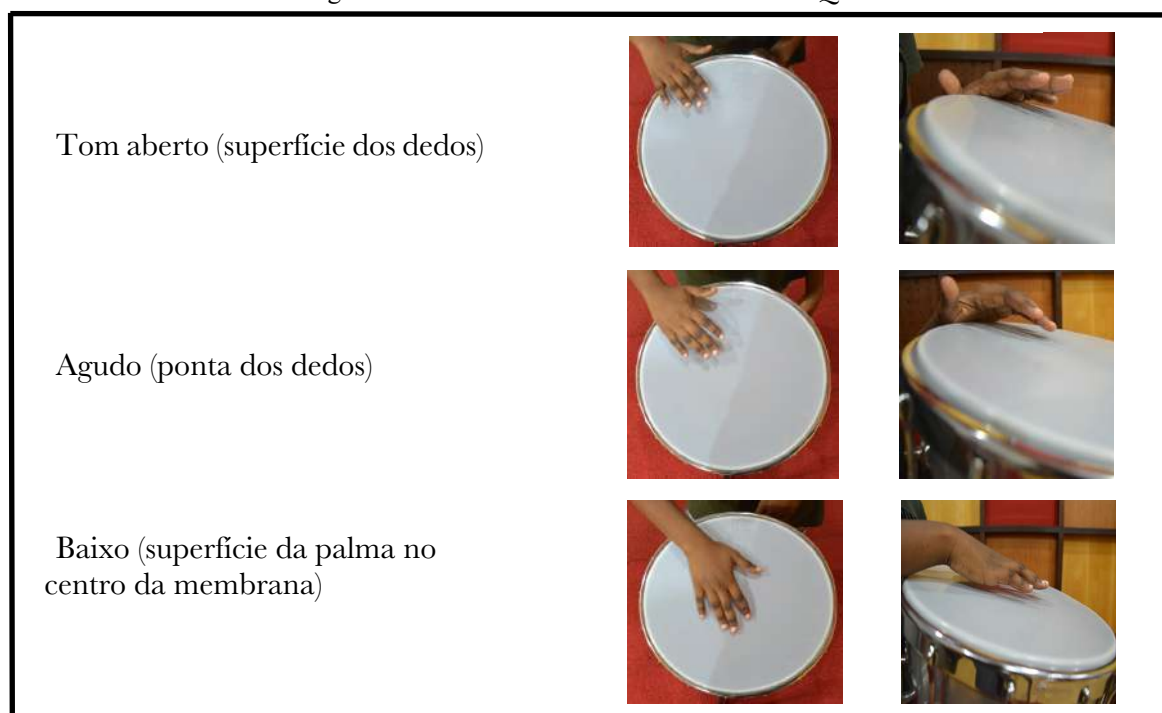 Tom aberto (superfície dos dedos)
Agudo (ponta dos dedos)
Baixo (superfície da palma no
centro da membrana)